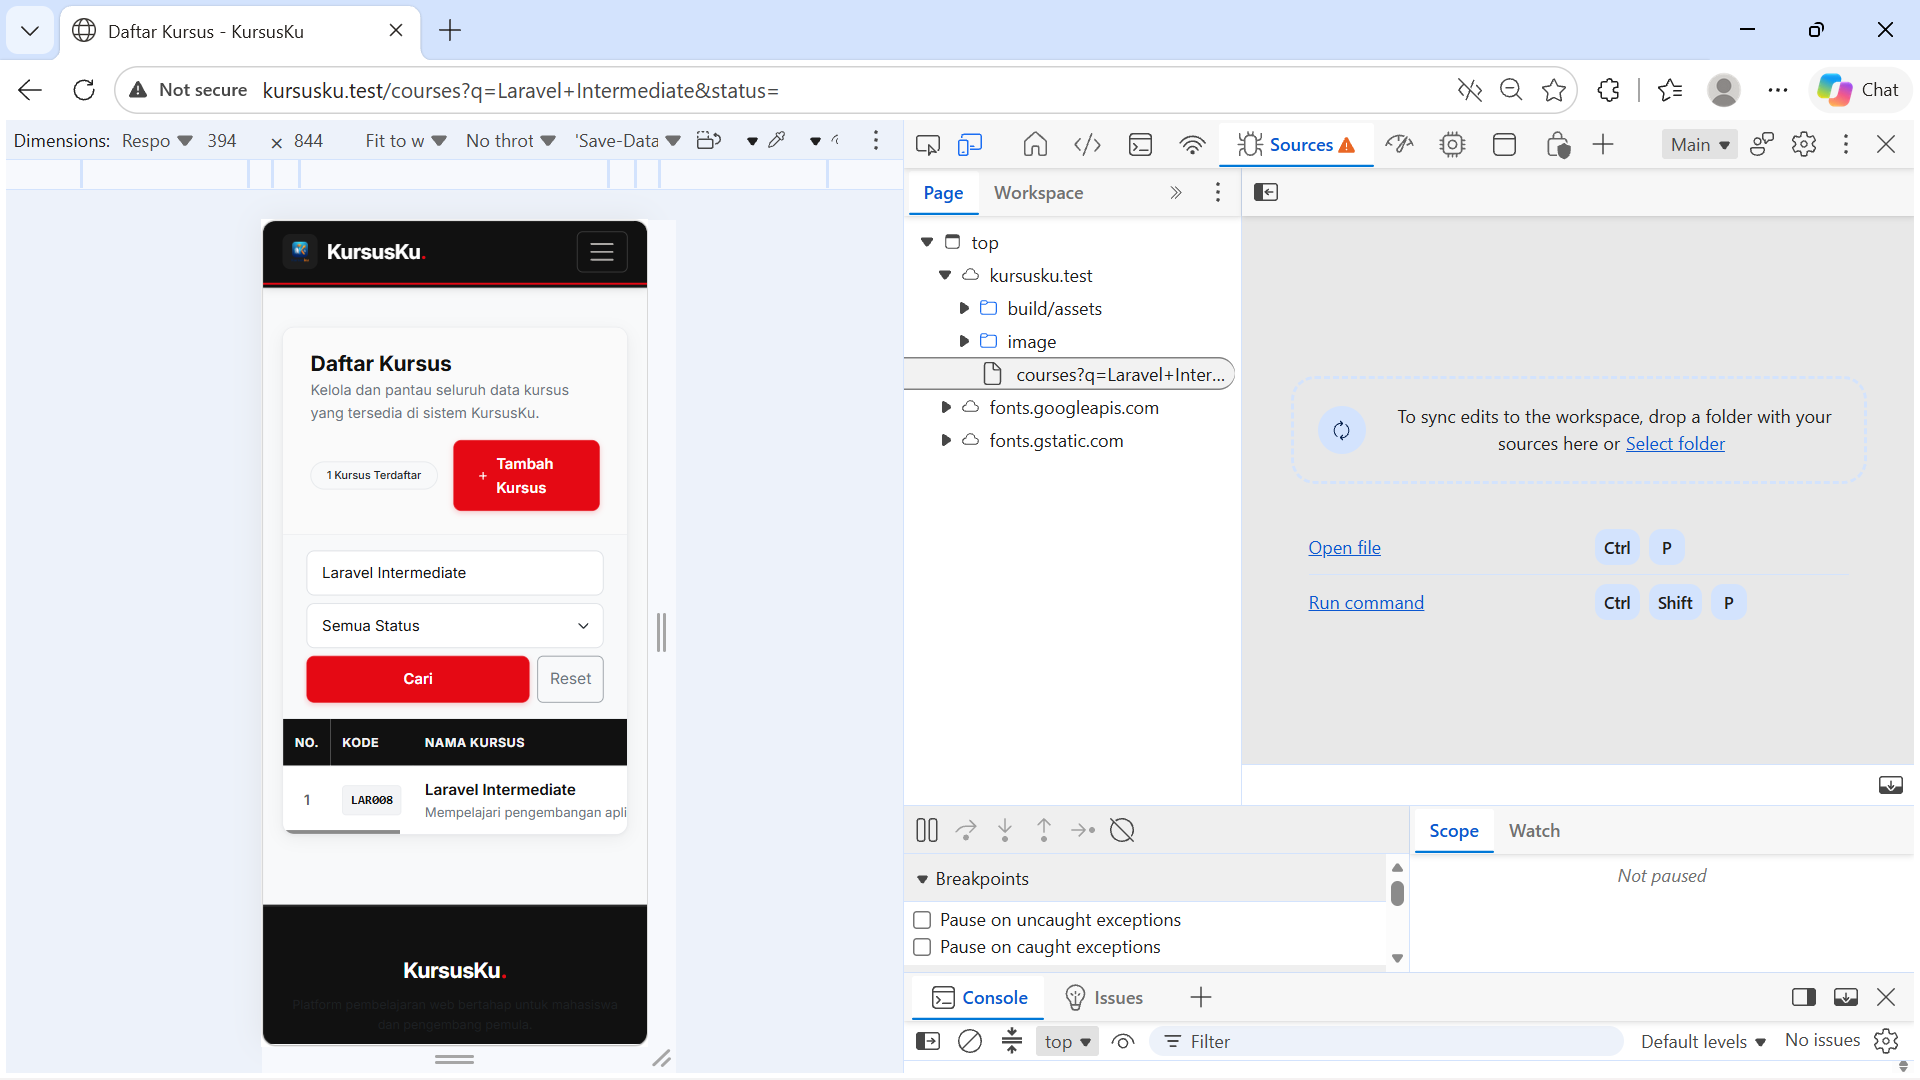 Daftar Kursus - KursusKu
Not secure kursusku.test/courses?q=Laravel+Intermediate&status=
Chat
Dimensions: Respo 394 × 844 Fit to w No throt 'Save-Data
Sources
Main
Page Workspace
top
kursusku.test
build/assets
image
courses?q=Laravel+Inter...
fonts.googleapis.com
fonts.gstatic.com
To sync edits to the workspace, drop a folder with your
sources here or Select folder
Open file Ctrl P
Run command Ctrl Shift P
KursusKu.
Daftar Kursus
Kelola dan pantau seluruh data kursus
yang tersedia di sistem KursusKu.
1 Kursus Terdaftar
+ Tambah
Kursus
Laravel Intermediate
Semua Status
Cari Reset
NO. KODE NAMA KURSUS
1 LAR008 Laravel Intermediate
Mempelajari pengembangan apli
KursusKu.
Platform pembelajaran web bertahap untuk mahasiswa
dan pengembang pemula.
Breakpoints
Pause on uncaught exceptions
Pause on caught exceptions
Scope Watch
Not paused
Console Issues
top Filter Default levels No issues